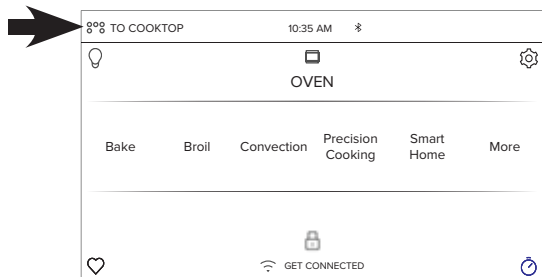 TO COOKTOP 10:35 AM
OVEN
Bake Broil Convection Precision Cooking Smart Home More
GET CONNECTED